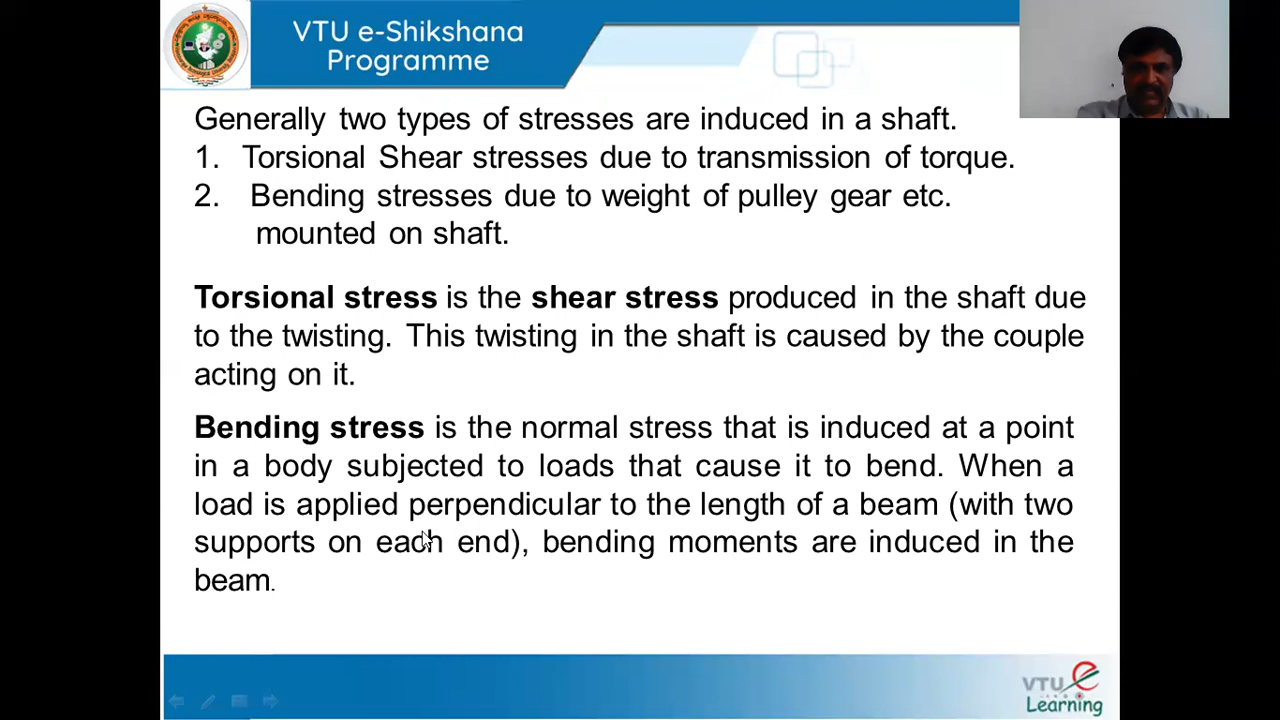 VTU e-Shikshana
Programme
Generally two types of stresses are induced in a shaft.
1. Torsional Shear stresses due to transmission of torque.
2. Bending stresses due to weight of pulley gear etc.
mounted on shaft.
Torsional stress is the shear stress produced in the shaft due
to the twisting. This twisting in the shaft is caused by the couple
acting on it.
Bending stress is the normal stress that is induced at a point
in a body subjected to loads that cause it to bend. When a
load is applied perpendicular to the length of a beam (with two
supports on each end), bending moments are induced in the
beam.
VTU e
Learning